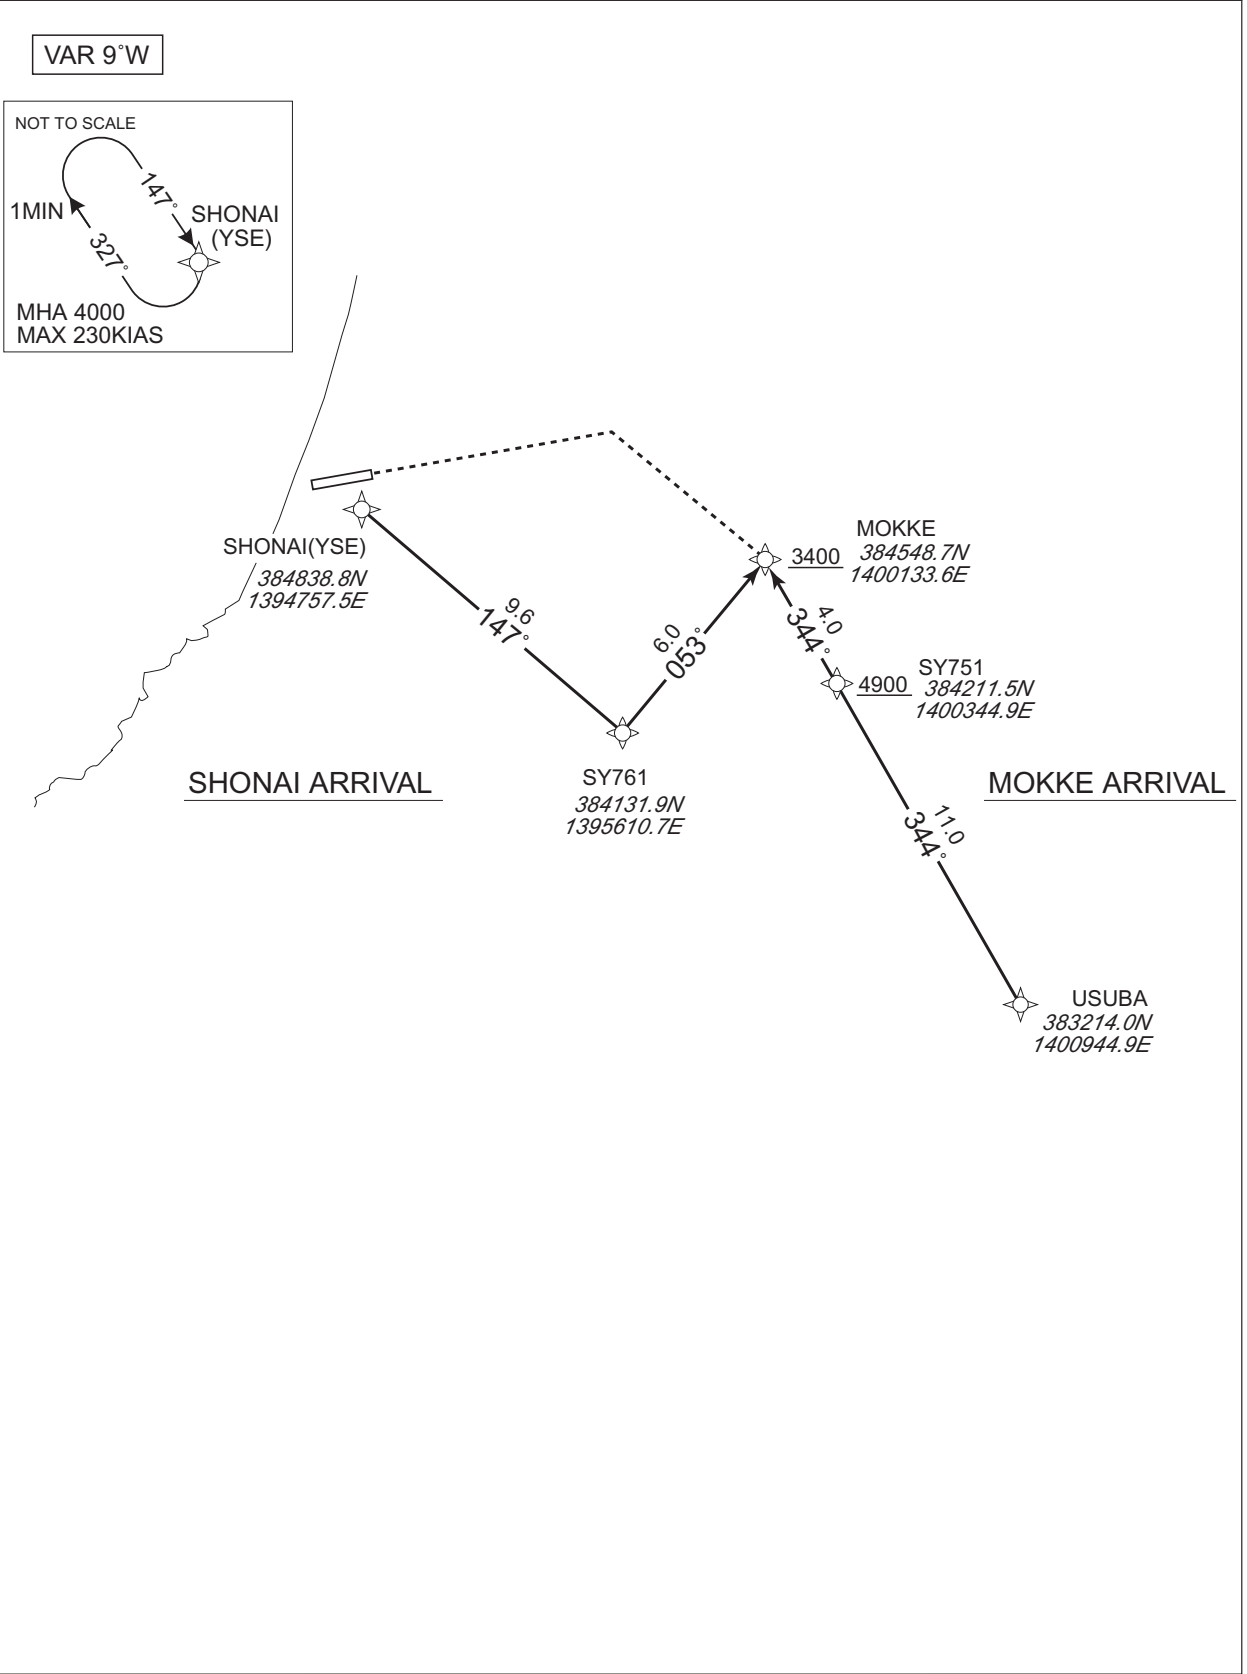 VAR 9°W
NOT TO SCALE
147°
1MIN
SHONAI
(YSE)
327°
MHA 4000
MAX 230KIAS
SHONAI(YSE)
384838.8N
1394757.5E
MOKKE
3400
384548.7N
1400133.6E
9.6
147°
6.0
053°
4.0
344°
SY751
4900
384211.5N
1400344.9E
SHONAI ARRIVAL
SY761
384131.9N
1395610.7E
MOKKE ARRIVAL
11.0
344°
USUBA
383214.0N
1400944.9E